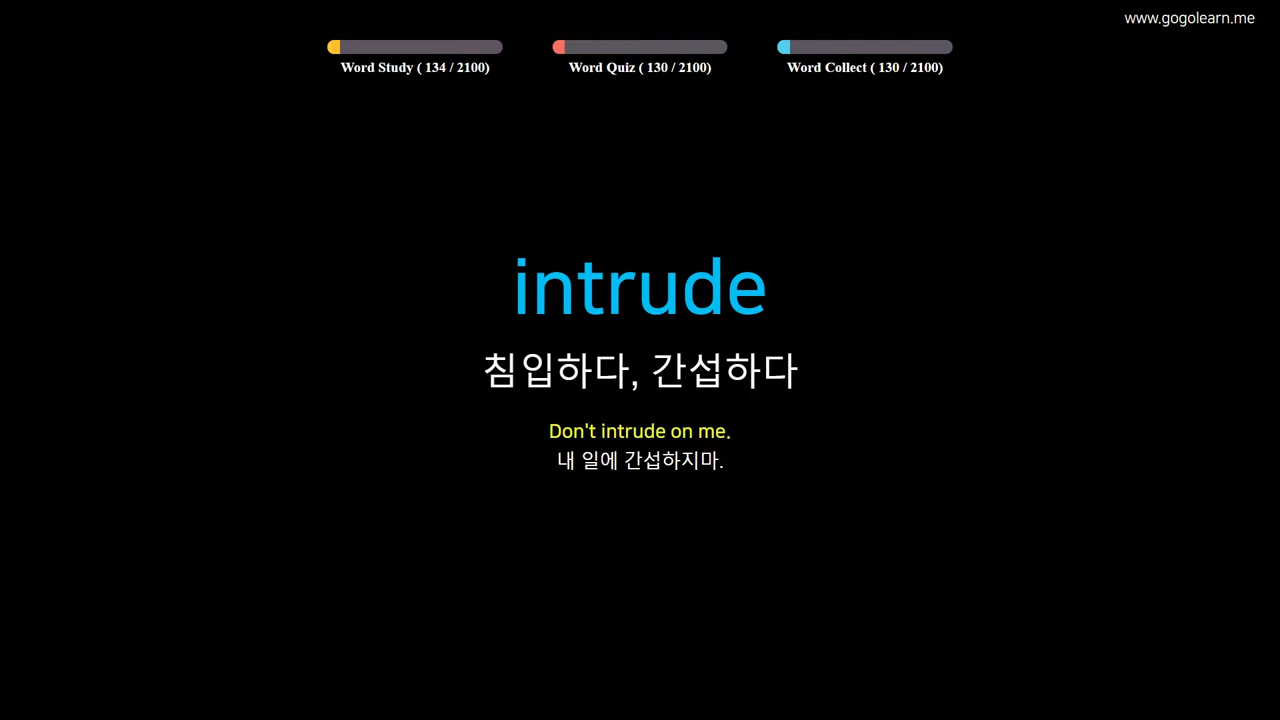 www.gogolearn.me
Word Study ( 134 / 2100)
Word Quiz ( 130 / 2100)
Word Collect ( 130 / 2100)
intrude
침입하다, 간섭하다
Don't intrude on me.
내 일에 간섭하지마.